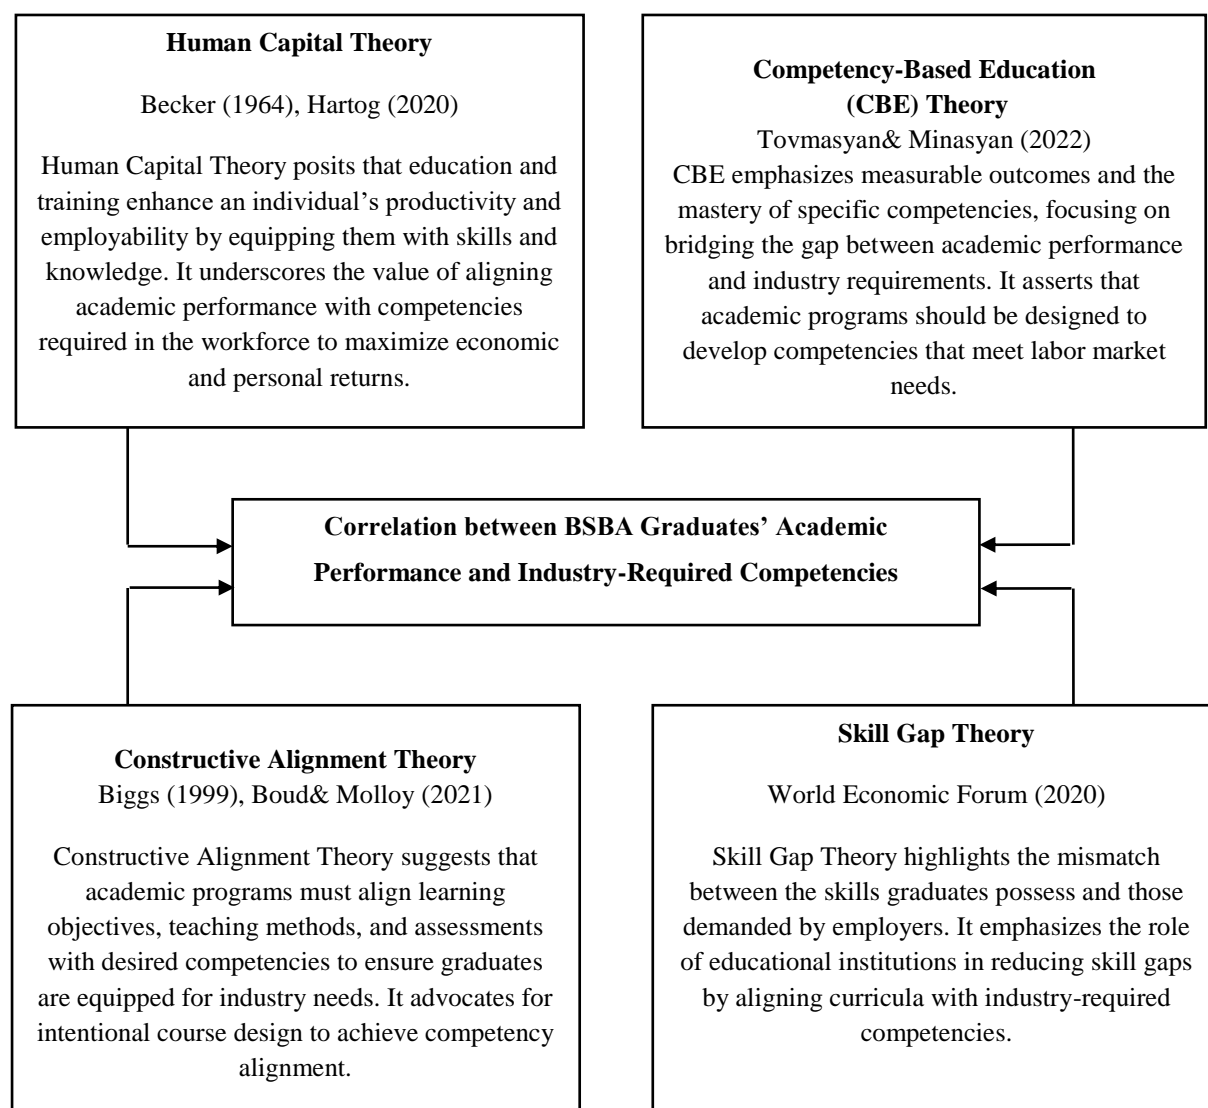 Human Capital Theory
Becker (1964), Hartog (2020)
Human Capital Theory posits that education and
training enhance an individual’s productivity and
employability by equipping them with skills and
knowledge. It underscores the value of aligning
academic performance with competencies
required in the workforce to maximize economic
and personal returns.
Competency-Based Education
(CBE) Theory
Tovmasyan& Minasyan (2022)
CBE emphasizes measurable outcomes and the
mastery of specific competencies, focusing on
bridging the gap between academic performance
and industry requirements. It asserts that
academic programs should be designed to
develop competencies that meet labor market
needs.
Correlation between BSBA Graduates’ Academic
Performance and Industry-Required Competencies
Constructive Alignment Theory
Biggs (1999), Boud& Molloy (2021)
Constructive Alignment Theory suggests that
academic programs must align learning
objectives, teaching methods, and assessments
with desired competencies to ensure graduates
are equipped for industry needs. It advocates for
intentional course design to achieve competency
alignment.
Skill Gap Theory
World Economic Forum (2020)
Skill Gap Theory highlights the mismatch
between the skills graduates possess and those
demanded by employers. It emphasizes the role
of educational institutions in reducing skill gaps
by aligning curricula with industry-required
competencies.